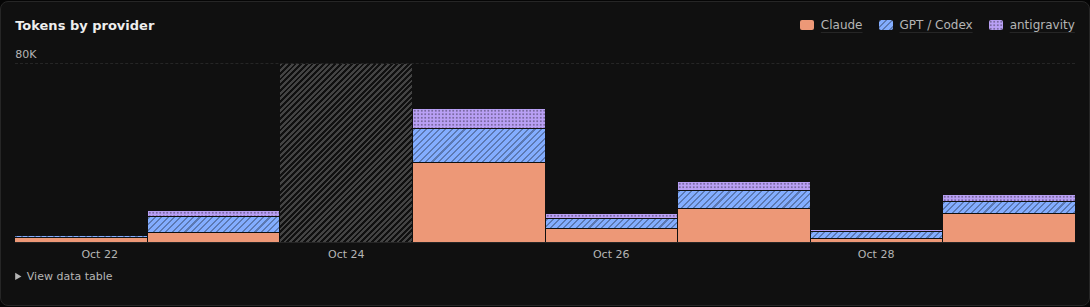 Tokens by provider
Claude GPT / Codex antigravity
80K
Oct 22 Oct 24 Oct 26 Oct 28
View data table